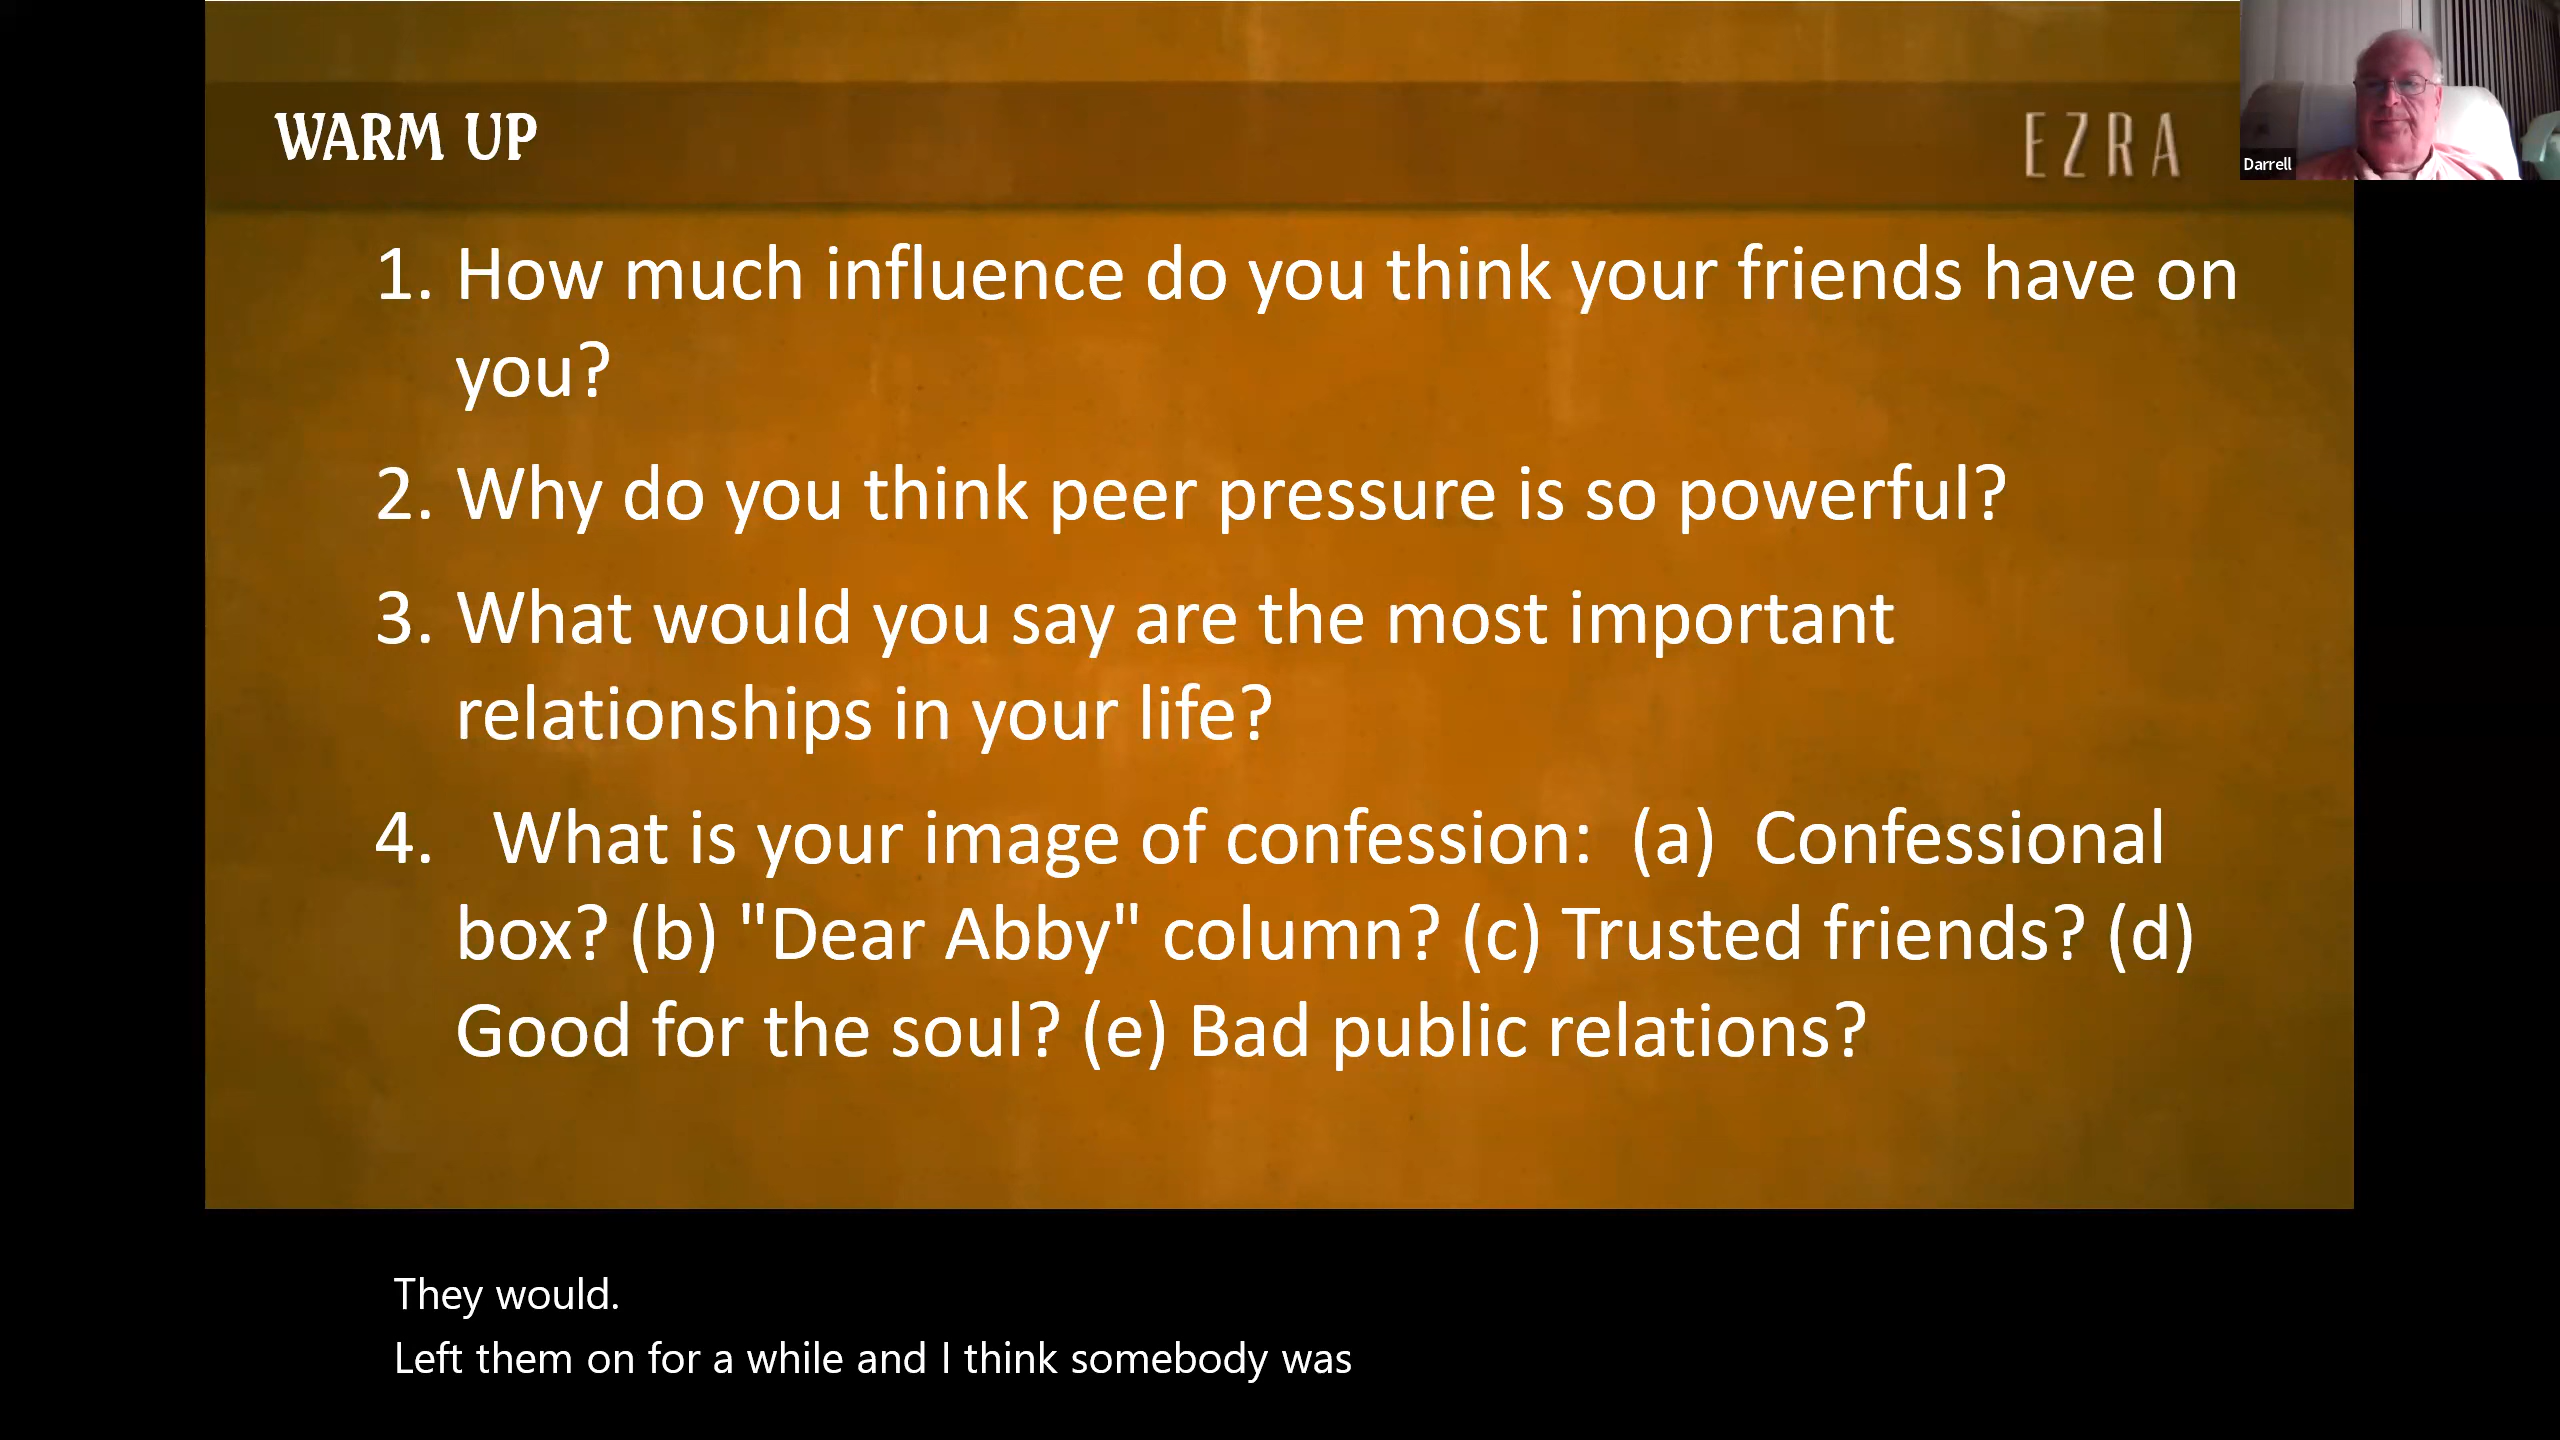 WARM UP
EZRA
Darrell
1. How much influence do you think your friends have on
you?
2. Why do you think peer pressure is so powerful?
3. What would you say are the most important
relationships in your life?
4. What is your image of confession: (a) Confessional
box? (b) "Dear Abby" column? (c) Trusted friends? (d)
Good for the soul? (e) Bad public relations?
They would.
Left them on for a while and I think somebody was